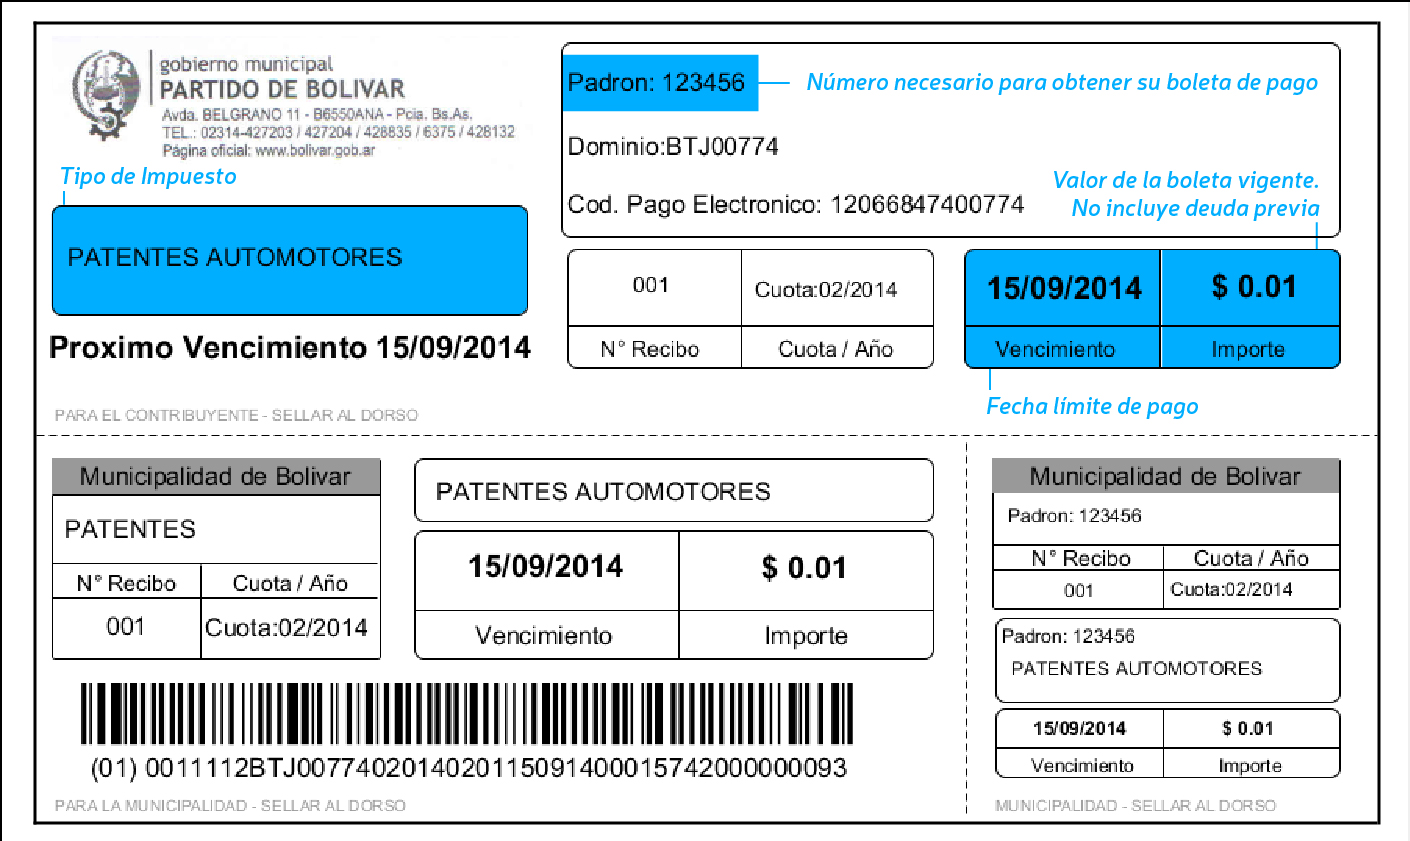 gobierno municipal
PARTIDO DE BOLIVAR
Avda. BELGRANO 11 - B6550ANA - Pcia. Bs.As.
TEL.: 02314-427203 / 427204 / 428835 / 6375 / 428132
Página oficial: www.bolivar.gob.ar
Tipo de Impuesto
PATENTES AUTOMOTORES
Proximo Vencimiento 15/09/2014
PARA EL CONTRIBUYENTE - SELLAR AL DORSO
Padron: 123456
Número necesario para obtener su boleta de pago
Dominio:BTJ00774
Cod. Pago Electronico: 12066847400774
Valor de la boleta vigente.
No incluye deuda previa
001
Cuota:02/2014
N° Recibo
Cuota / Año
15/09/2014
$ 0.01
Vencimiento
Importe
Fecha límite de pago
Municipalidad de Bolivar
PATENTES
N° Recibo
Cuota / Año
001
Cuota:02/2014
PATENTES AUTOMOTORES
15/09/2014
$ 0.01
Vencimiento
Importe
(01) 0011112BTJ0077402014020115091400015742000000093
PARA LA MUNICIPALIDAD - SELLAR AL DORSO
Municipalidad de Bolivar
Padron: 123456
N° Recibo
Cuota / Año
001
Cuota:02/2014
Padron: 123456
PATENTES AUTOMOTORES
15/09/2014
$ 0.01
Vencimiento
Importe
MUNICIPALIDAD - SELLAR AL DORSO